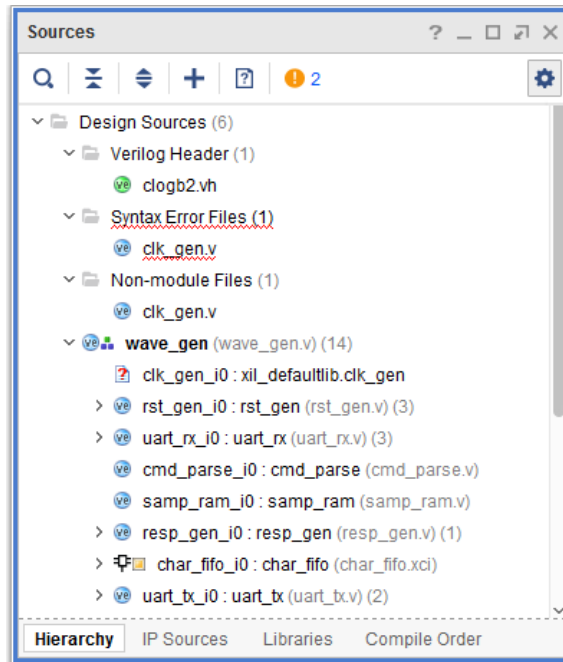 Sources
2
Design Sources (6)
Verilog Header (1)
clogb2.vh
Syntax Error Files (1)
clk_gen.v
Non-module Files (1)
clk_gen.v
wave_gen (wave_gen.v) (14)
clk_gen_i0 : xil_defaultlib.clk_gen
rst_gen_i0 : rst_gen (rst_gen.v) (3)
uart_rx_i0 : uart_rx (uart_rx.v) (3)
cmd_parse_i0 : cmd_parse (cmd_parse.v)
samp_ram_i0 : samp_ram (samp_ram.v)
resp_gen_i0 : resp_gen (resp_gen.v) (1)
char_fifo_i0 : char_fifo (char_fifo.xci)
uart_tx_i0 : uart_tx (uart_tx.v) (2)
Hierarchy IP Sources Libraries Compile Order